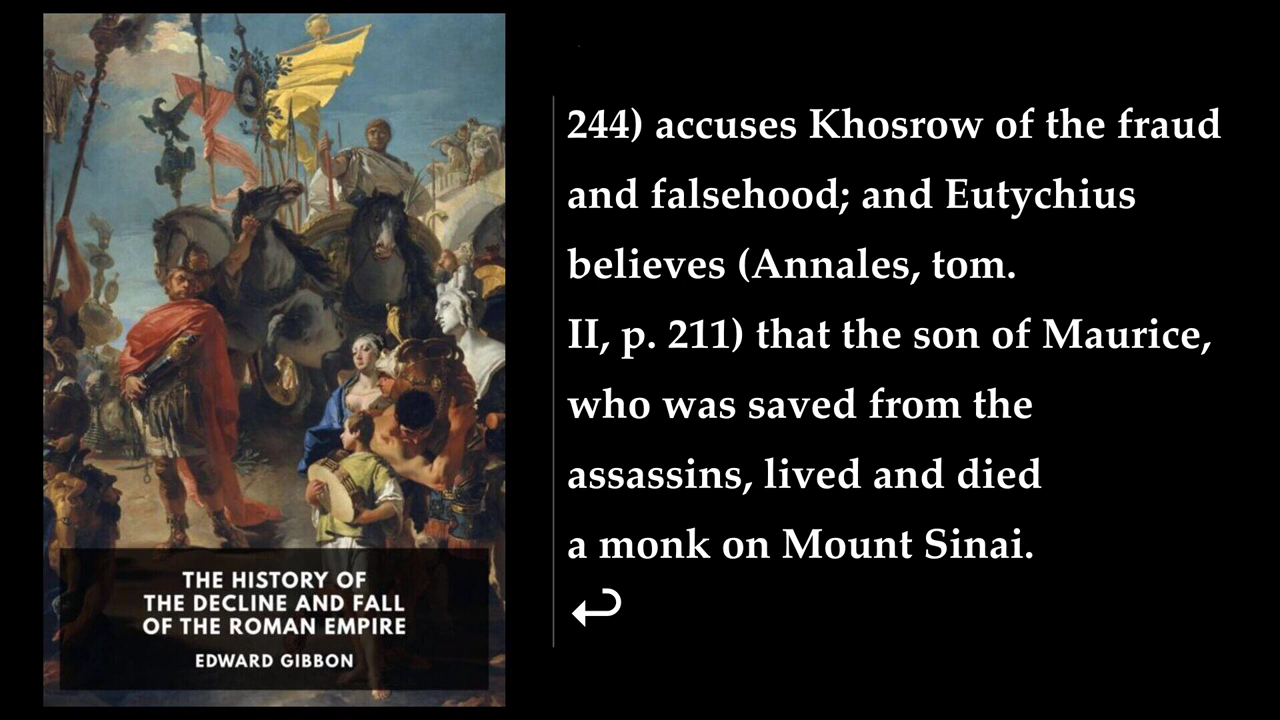 THE HISTORY OF
THE DECLINE AND FALL
OF THE ROMAN EMPIRE
EDWARD GIBBON
244) accuses Khosrow of the fraud
and falsehood; and Eutychius
believes (Annales, tom.
II, p. 211) that the son of Maurice,
who was saved from the
assassins, lived and died
a monk on Mount Sinai.
↩